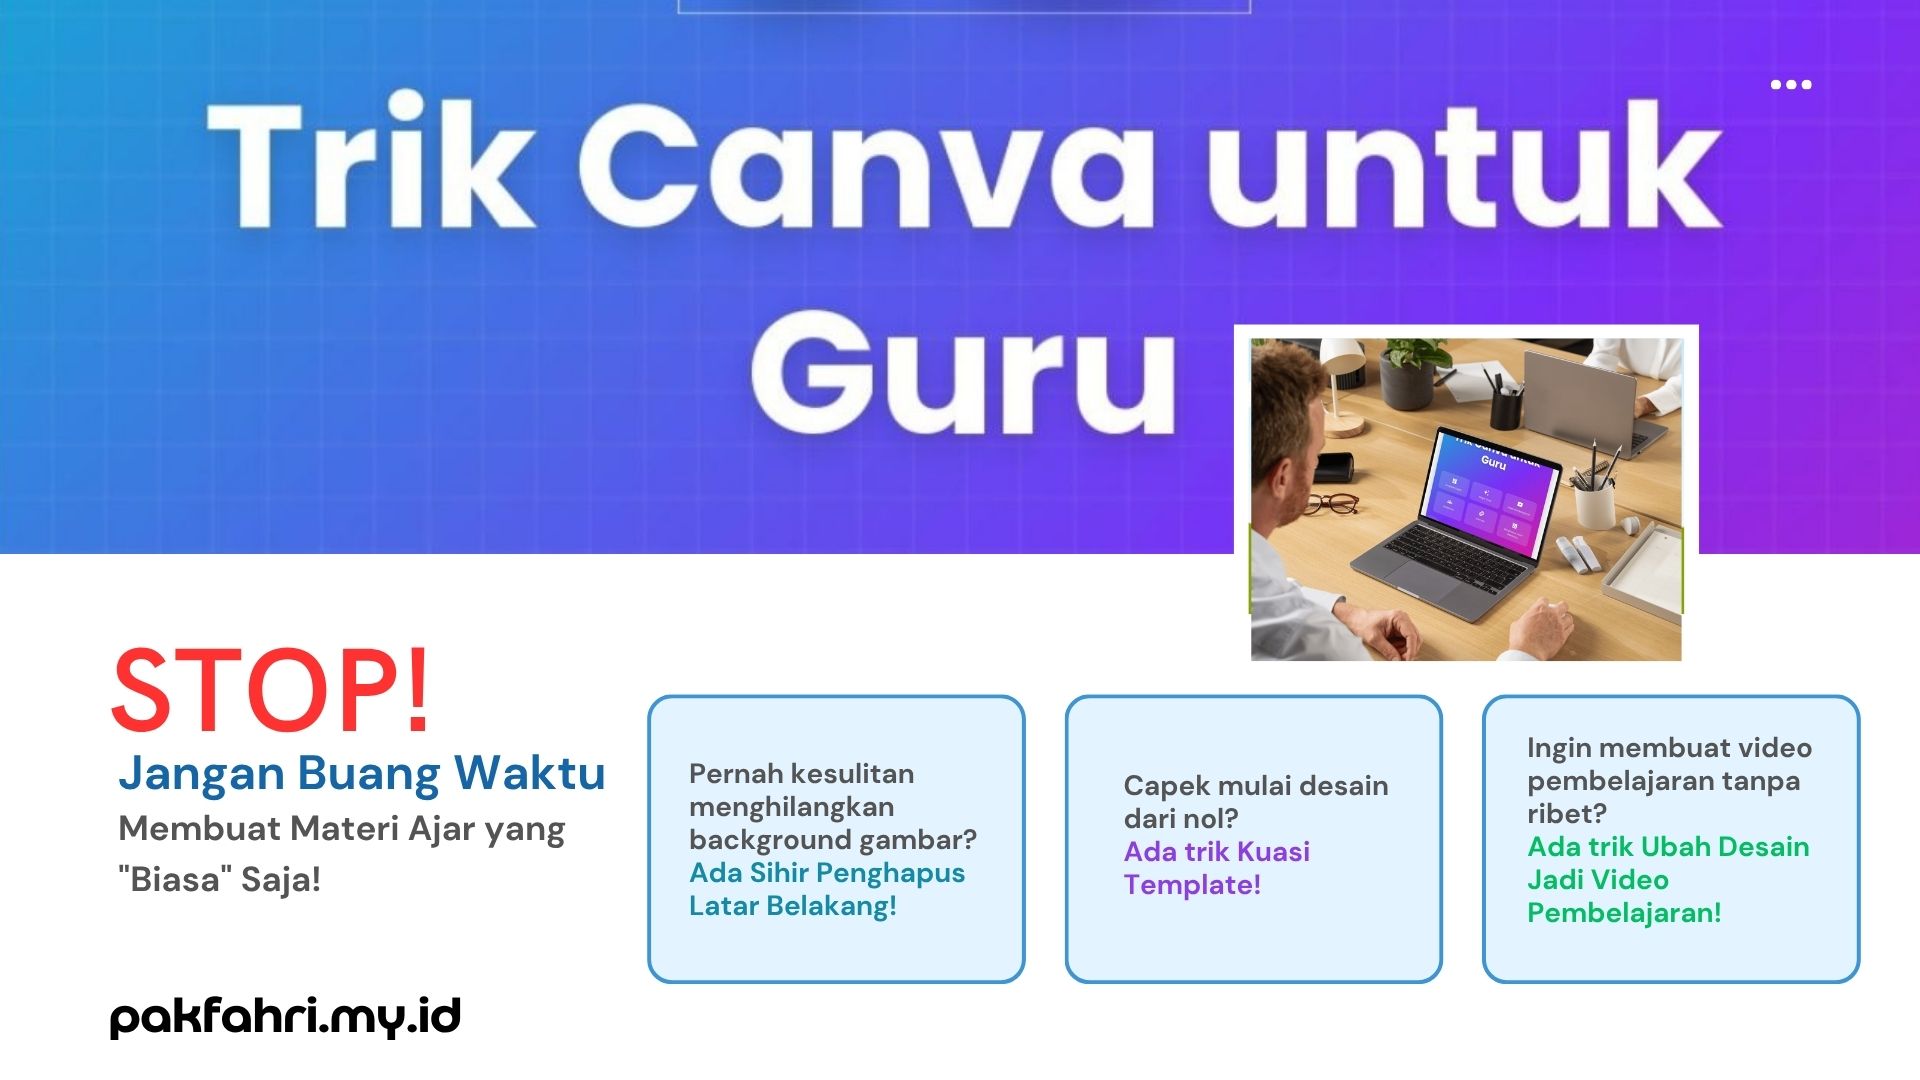 Trik Canva untuk
Guru
Guru
STOP!
Jangan Buang Waktu
Membuat Materi Ajar yang
"Biasa" Saja!
Pernah kesulitan
menghilangkan
background gambar?
Ada Sihir Penghapus
Latar Belakang!
Capek mulai desain
dari nol?
Ada trik Kuasi
Template!
Ingin membuat video
pembelajaran tanpa
ribet?
Ada trik Ubah Desain
Jadi Video
Pembelajaran!
pakfahri.my.id